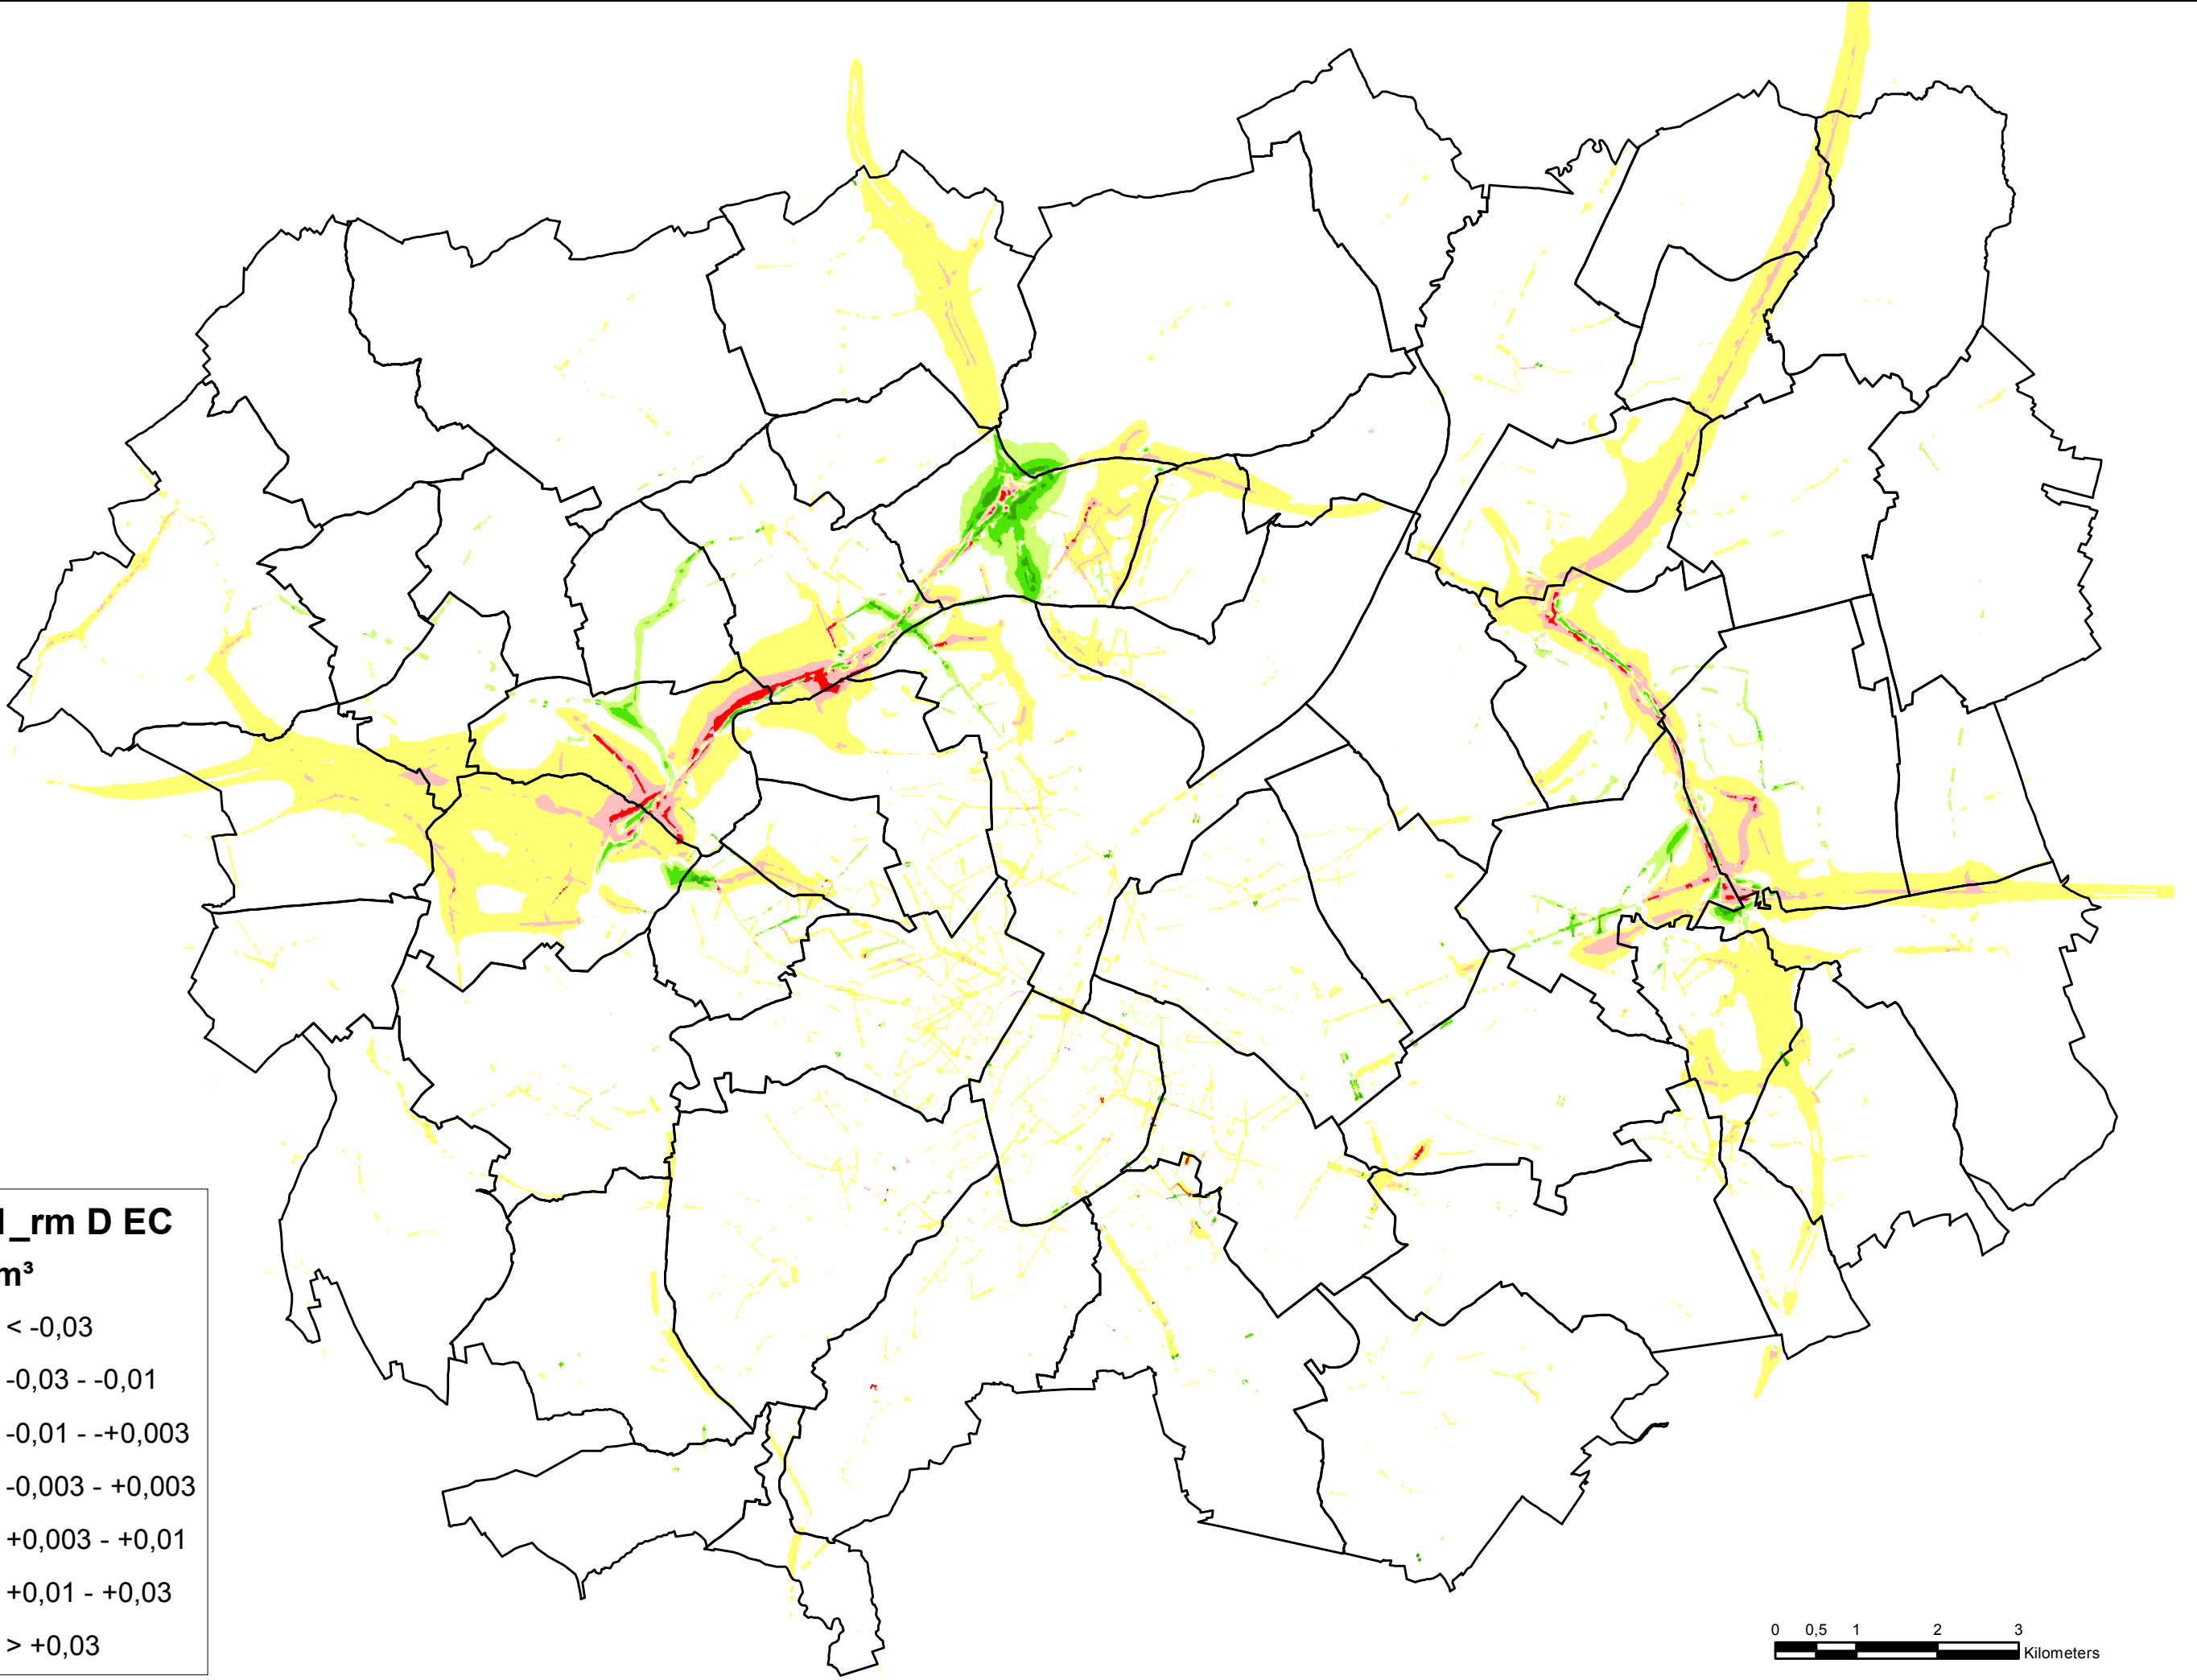 _rm D EC
m³
< -0,03
-0,03 - -0,01
-0,01 - -+0,003
-0,003 - +0,003
+0,003 - +0,01
+0,01 - +0,03
> +0,03
0 0,5 1 2 3
Kilometers